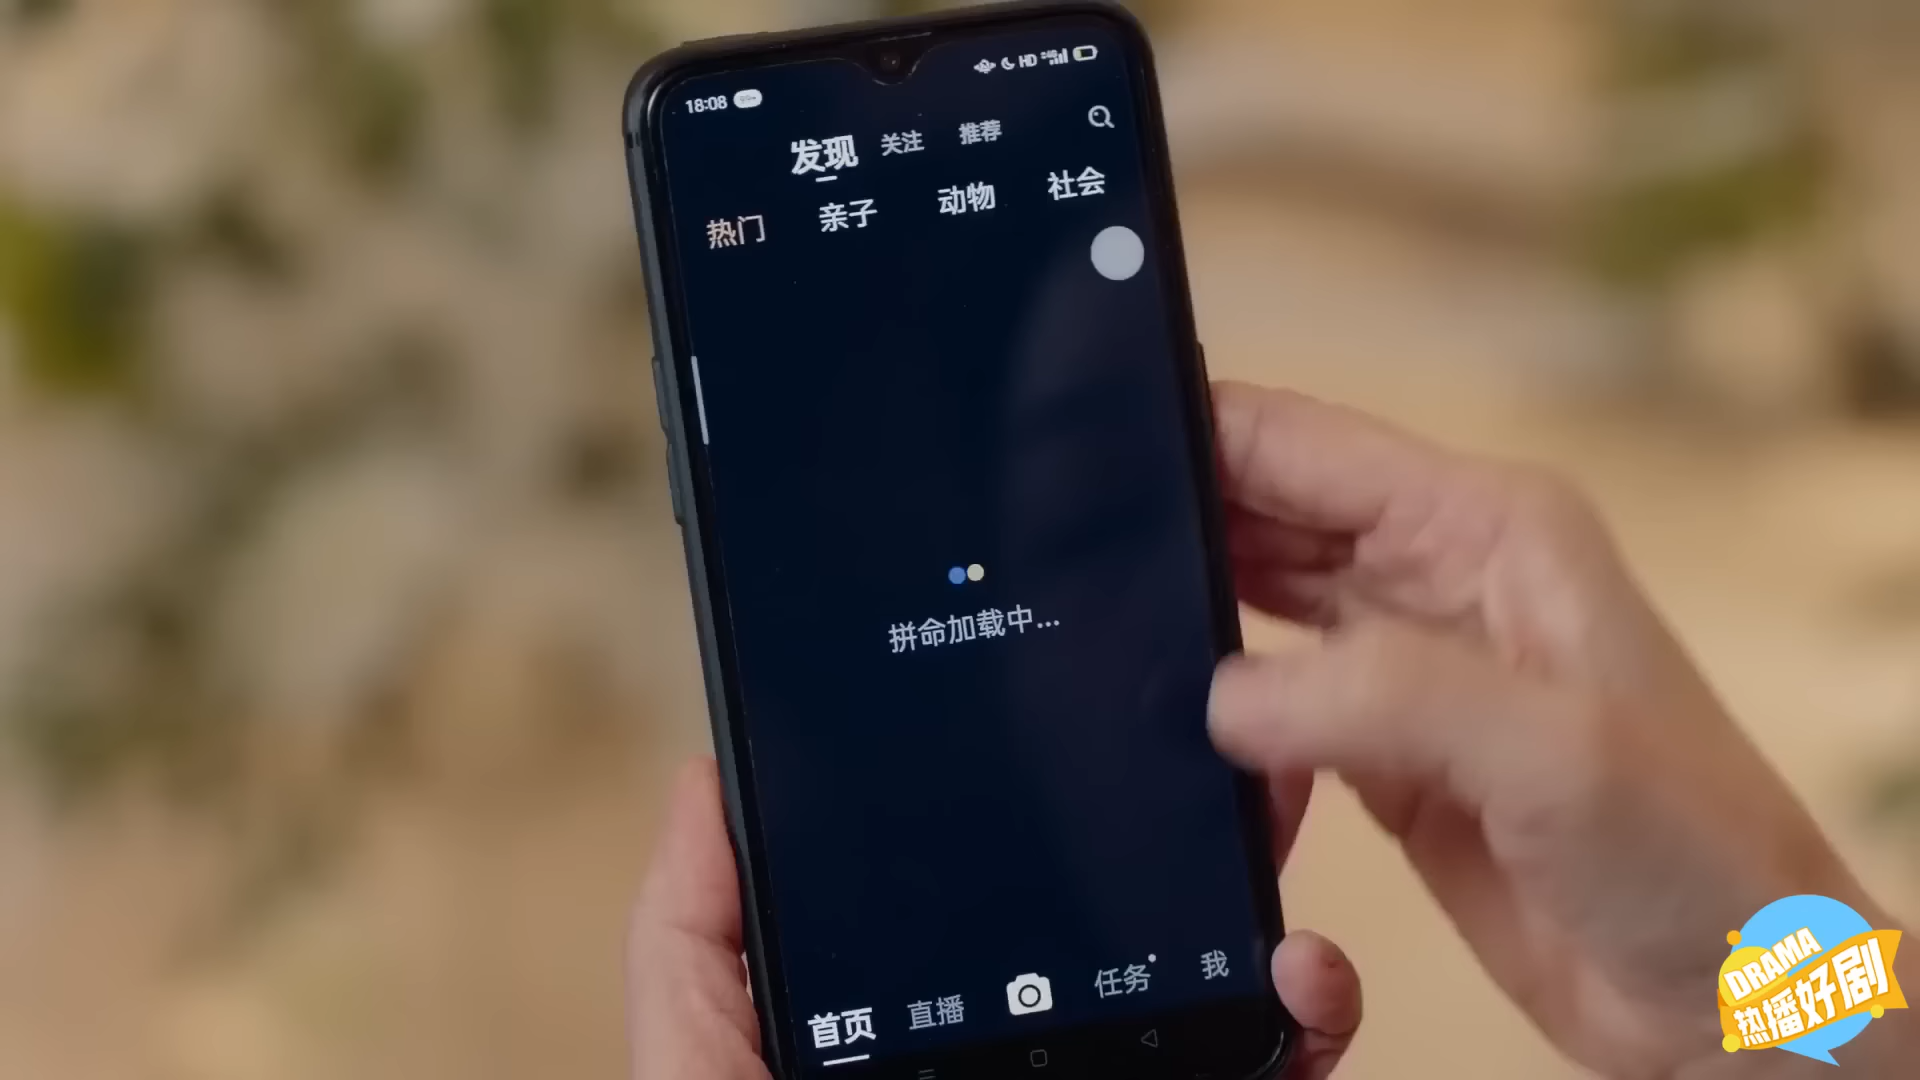 18:08
HD
发现 关注 推荐
热门 亲子 动物 社会
拼命加载中...
首页 直播 任务 我
DRAMA
热播好剧